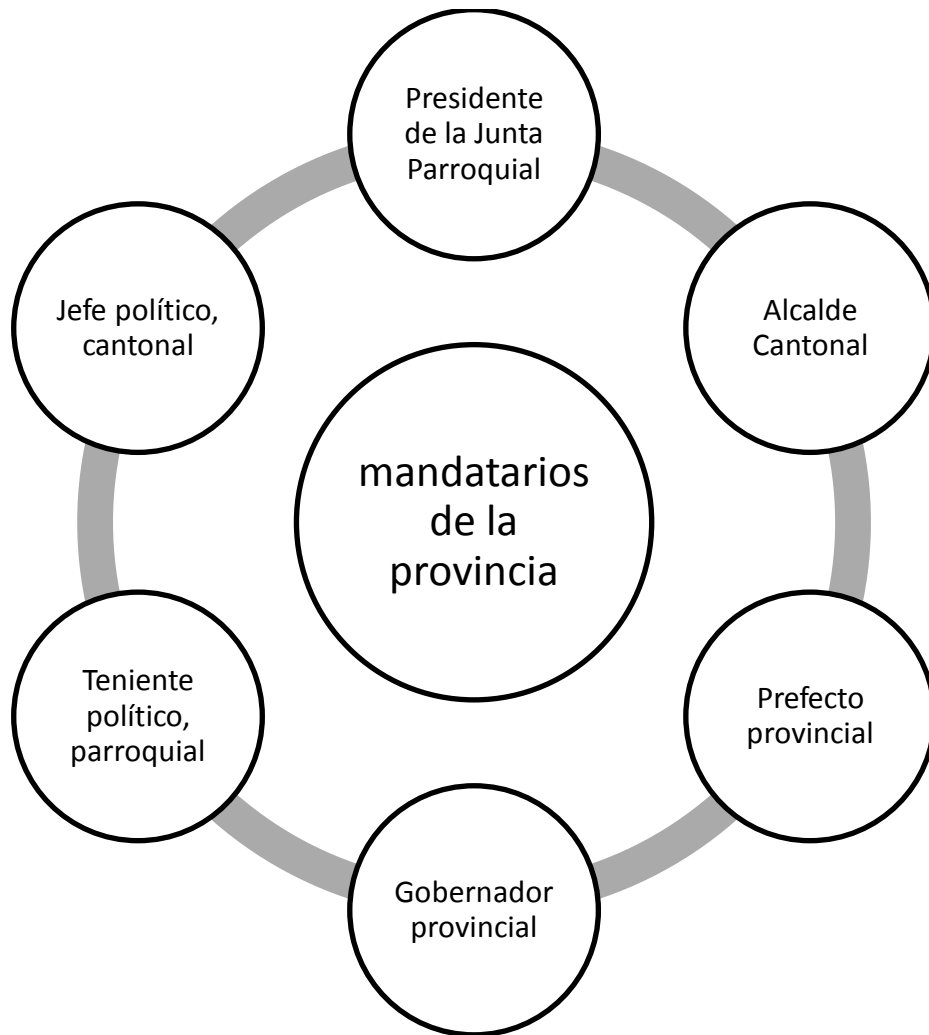 Presidente
de la Junta
Parroquial
Jefe político,
cantonal
Alcalde
Cantonal
mandatarios
de la
provincia
Teniente
político,
parroquial
Prefecto
provincial
Gobernador
provincial